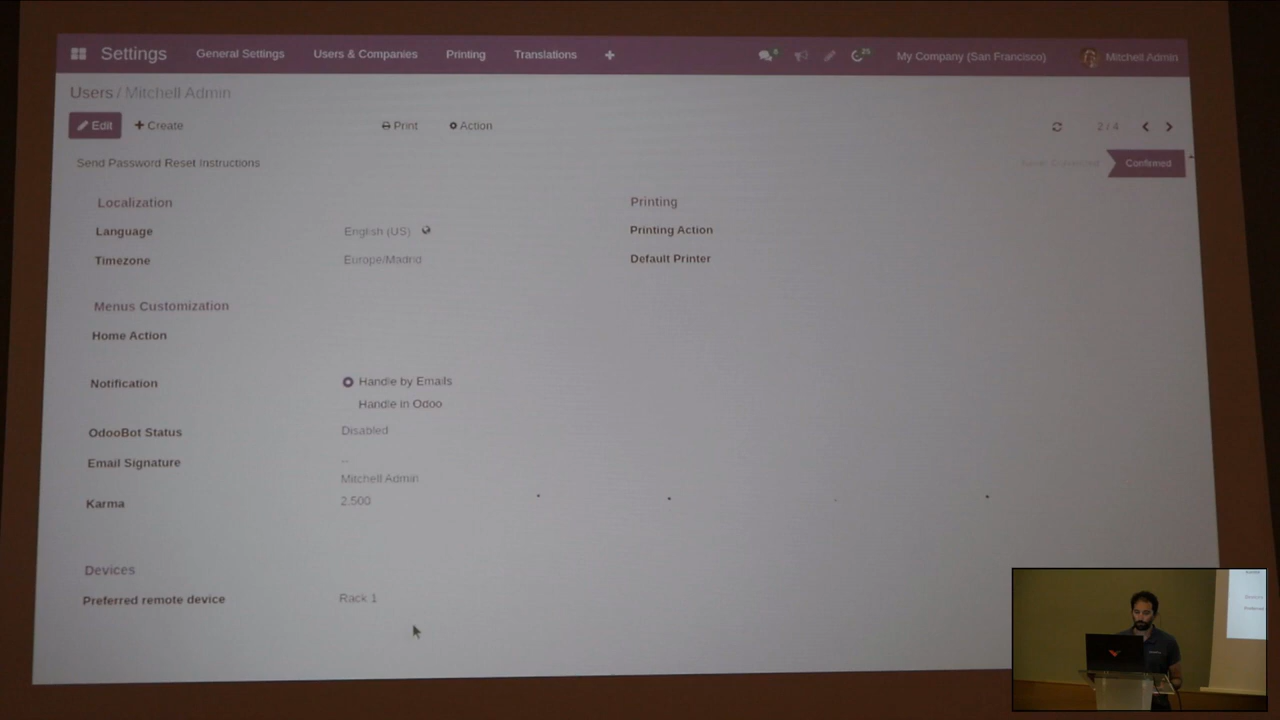 Settings General Settings Users & Companies Printing Translations 25 My Company (San Francisco) Mitchell Admin
Users / Mitchell Admin
Edit Create Print Action 2 / 4
Send Password Reset Instructions Confirmed
Localization Printing
Language English (US) Printing Action
Timezone Europe/Madrid Default Printer
Menus Customization
Home Action
Notification Handle by Emails
Handle in Odoo
OdooBot Status Disabled
Email Signature --
Mitchell Admin
Karma 2,500
Devices
Preferred remote device Rack 1